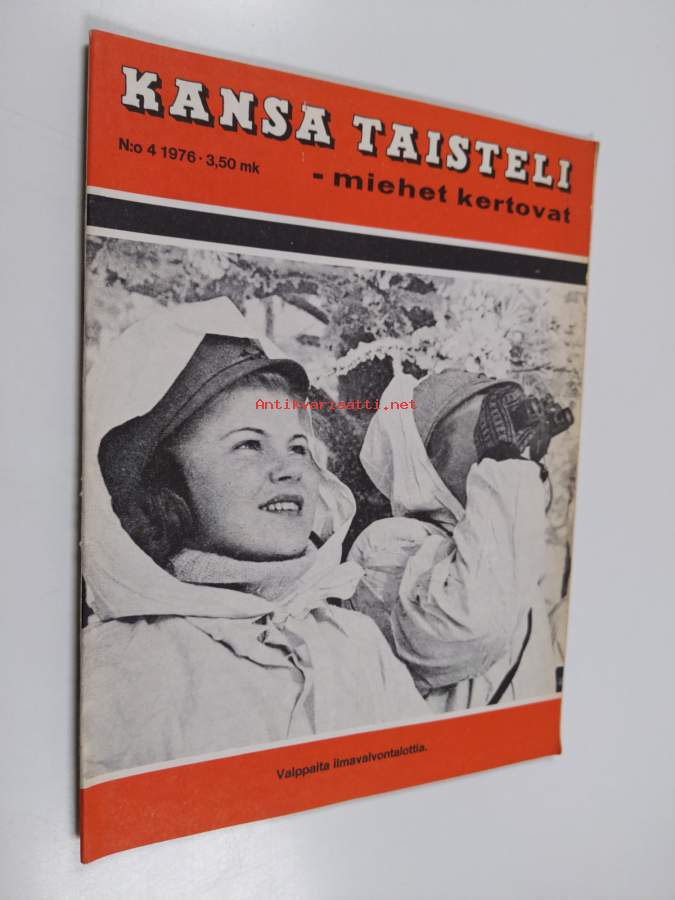 KANSA TAISTELI
N:o 4 1976 · 3,50 mk
- miehet kertovat
Antikvariaatti.net
Valppaita ilmavalvontalottia.